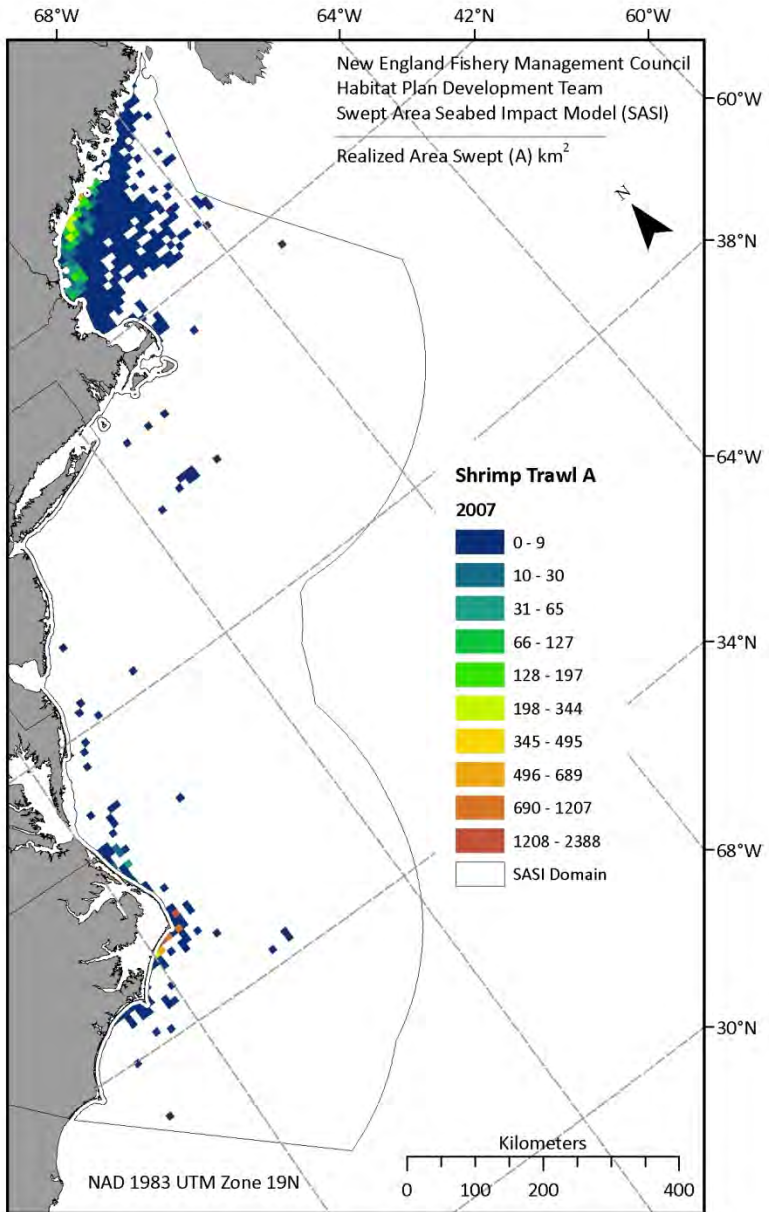 68°W 64°W 42°N 60°W
New England Fishery Management Council
Habitat Plan Development Team
Swept Area Seabed Impact Model (SASI)
Realized Area Swept (A) km²
60°W
N
38°N
64°W
Shrimp Trawl A
2007
0 - 9
10 - 30
31 - 65
66 - 127
128 - 197
198 - 344
345 - 495
496 - 689
690 - 1207
1208 - 2388
SASI Domain
34°N
68°W
30°N
Kilometers
0 100 200 400
NAD 1983 UTM Zone 19N